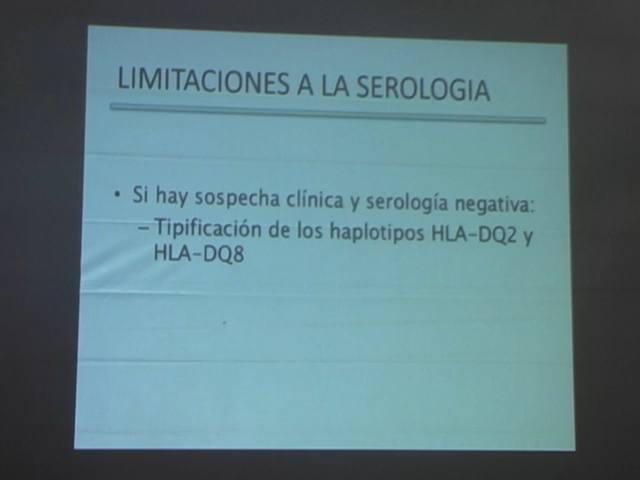 LIMITACIONES A LA SEROLOGIA
• Si hay sospecha clínica y serología negativa:
– Tipificación de los haplotipos HLA-DQ2 y
HLA-DQ8